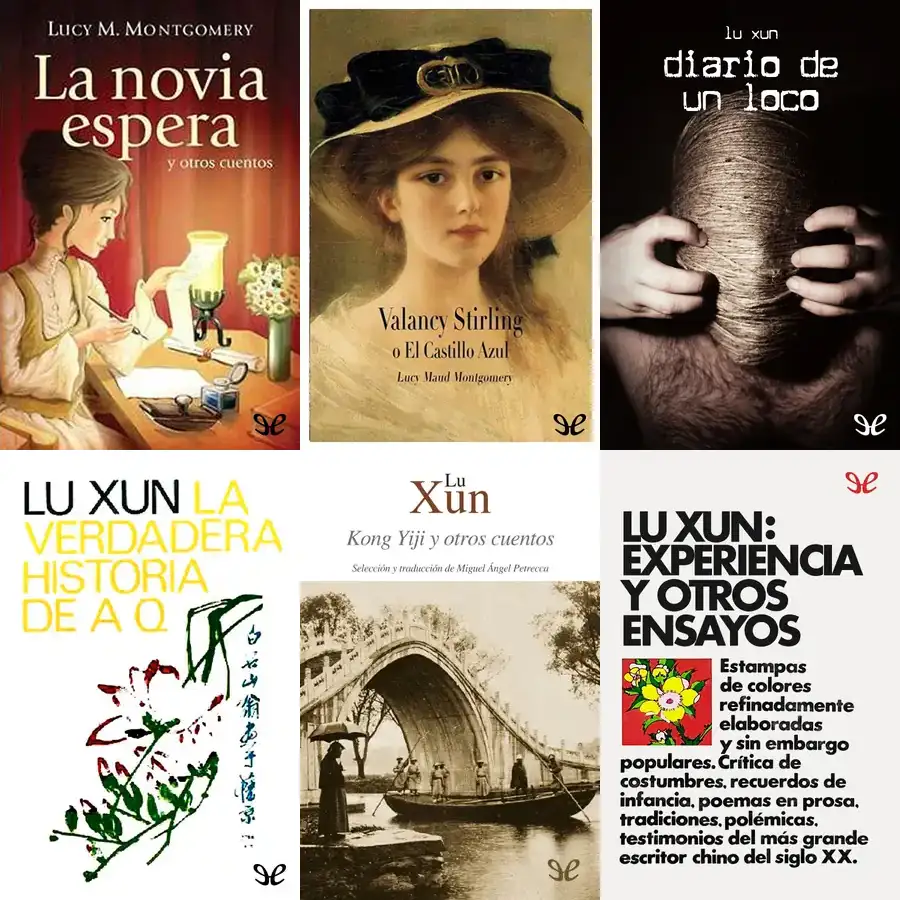 LUCY M. MONTGOMERY
La novia
espera
y otros cuentos
Valancy Stirling
o El Castillo Azul
Lucy Maud Montgomery
lu xun
diario de
un loco
LU XUN LA
VERDADERA
HISTORIA
DE A Q
Lu
Xun
Kong Yiji y otros cuentos
Selección y traducción de Miguel Ángel Petrecca
LU XUN:
EXPERIENCIA
Y OTROS
ENSAYOS
Estampas
de colores
refinadamente
elaboradas
y sin embargo
populares. Crítica de
costumbres, recuerdos de
infancia, poemas en prosa,
tradiciones, polémicas,
testimonios del más grande
escritor chino del siglo XX.